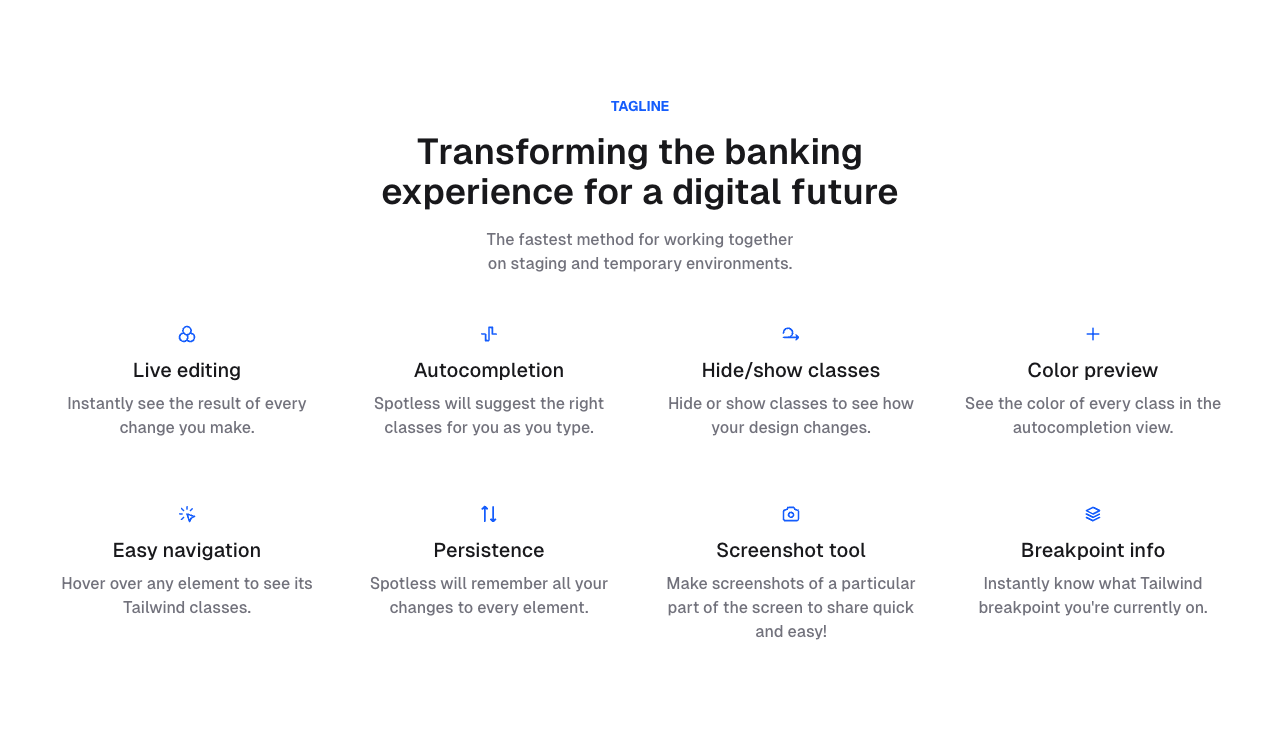 TAGLINE
Transforming the banking
experience for a digital future
The fastest method for working together
on staging and temporary environments.
Live editing
Instantly see the result of every
change you make.
Autocompletion
Spotless will suggest the right
classes for you as you type.
Hide/show classes
Hide or show classes to see how
your design changes.
Color preview
See the color of every class in the
autocompletion view.
Easy navigation
Hover over any element to see its
Tailwind classes.
Persistence
Spotless will remember all your
changes to every element.
Screenshot tool
Make screenshots of a particular
part of the screen to share quick
and easy!
Breakpoint info
Instantly know what Tailwind
breakpoint you're currently on.